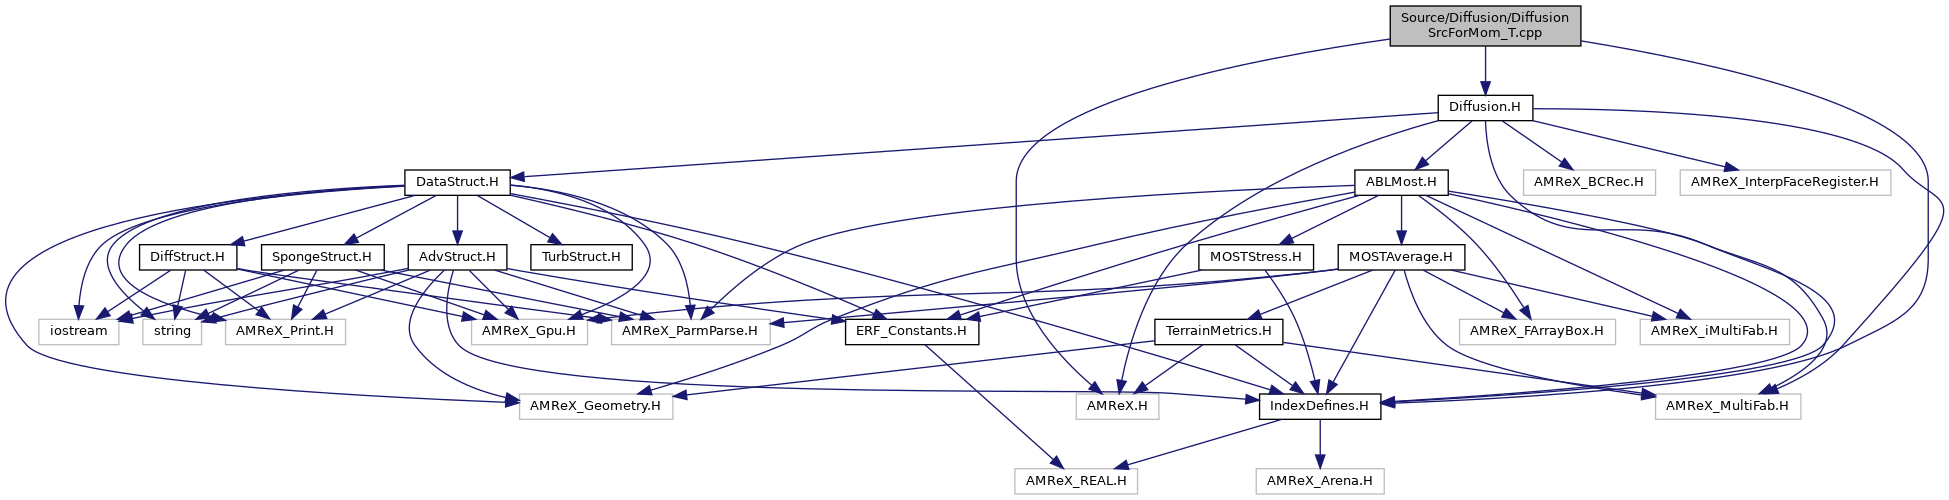 Source/Diffusion/Diffusion
SrcForMom_T.cpp
Diffusion.H
DataStruct.H
ABLMost.H
AMReX_BCRec.H
AMReX_InterpFaceRegister.H
DiffStruct.H
SpongeStruct.H
AdvStruct.H
TurbStruct.H
MOSTStress.H
MOSTAverage.H
iostream
string
AMReX_Print.H
AMReX_Gpu.H
AMReX_ParmParse.H
ERF_Constants.H
TerrainMetrics.H
AMReX_FArrayBox.H
AMReX_iMultiFab.H
AMReX_Geometry.H
AMReX.H
IndexDefines.H
AMReX_MultiFab.H
AMReX_REAL.H
AMReX_Arena.H